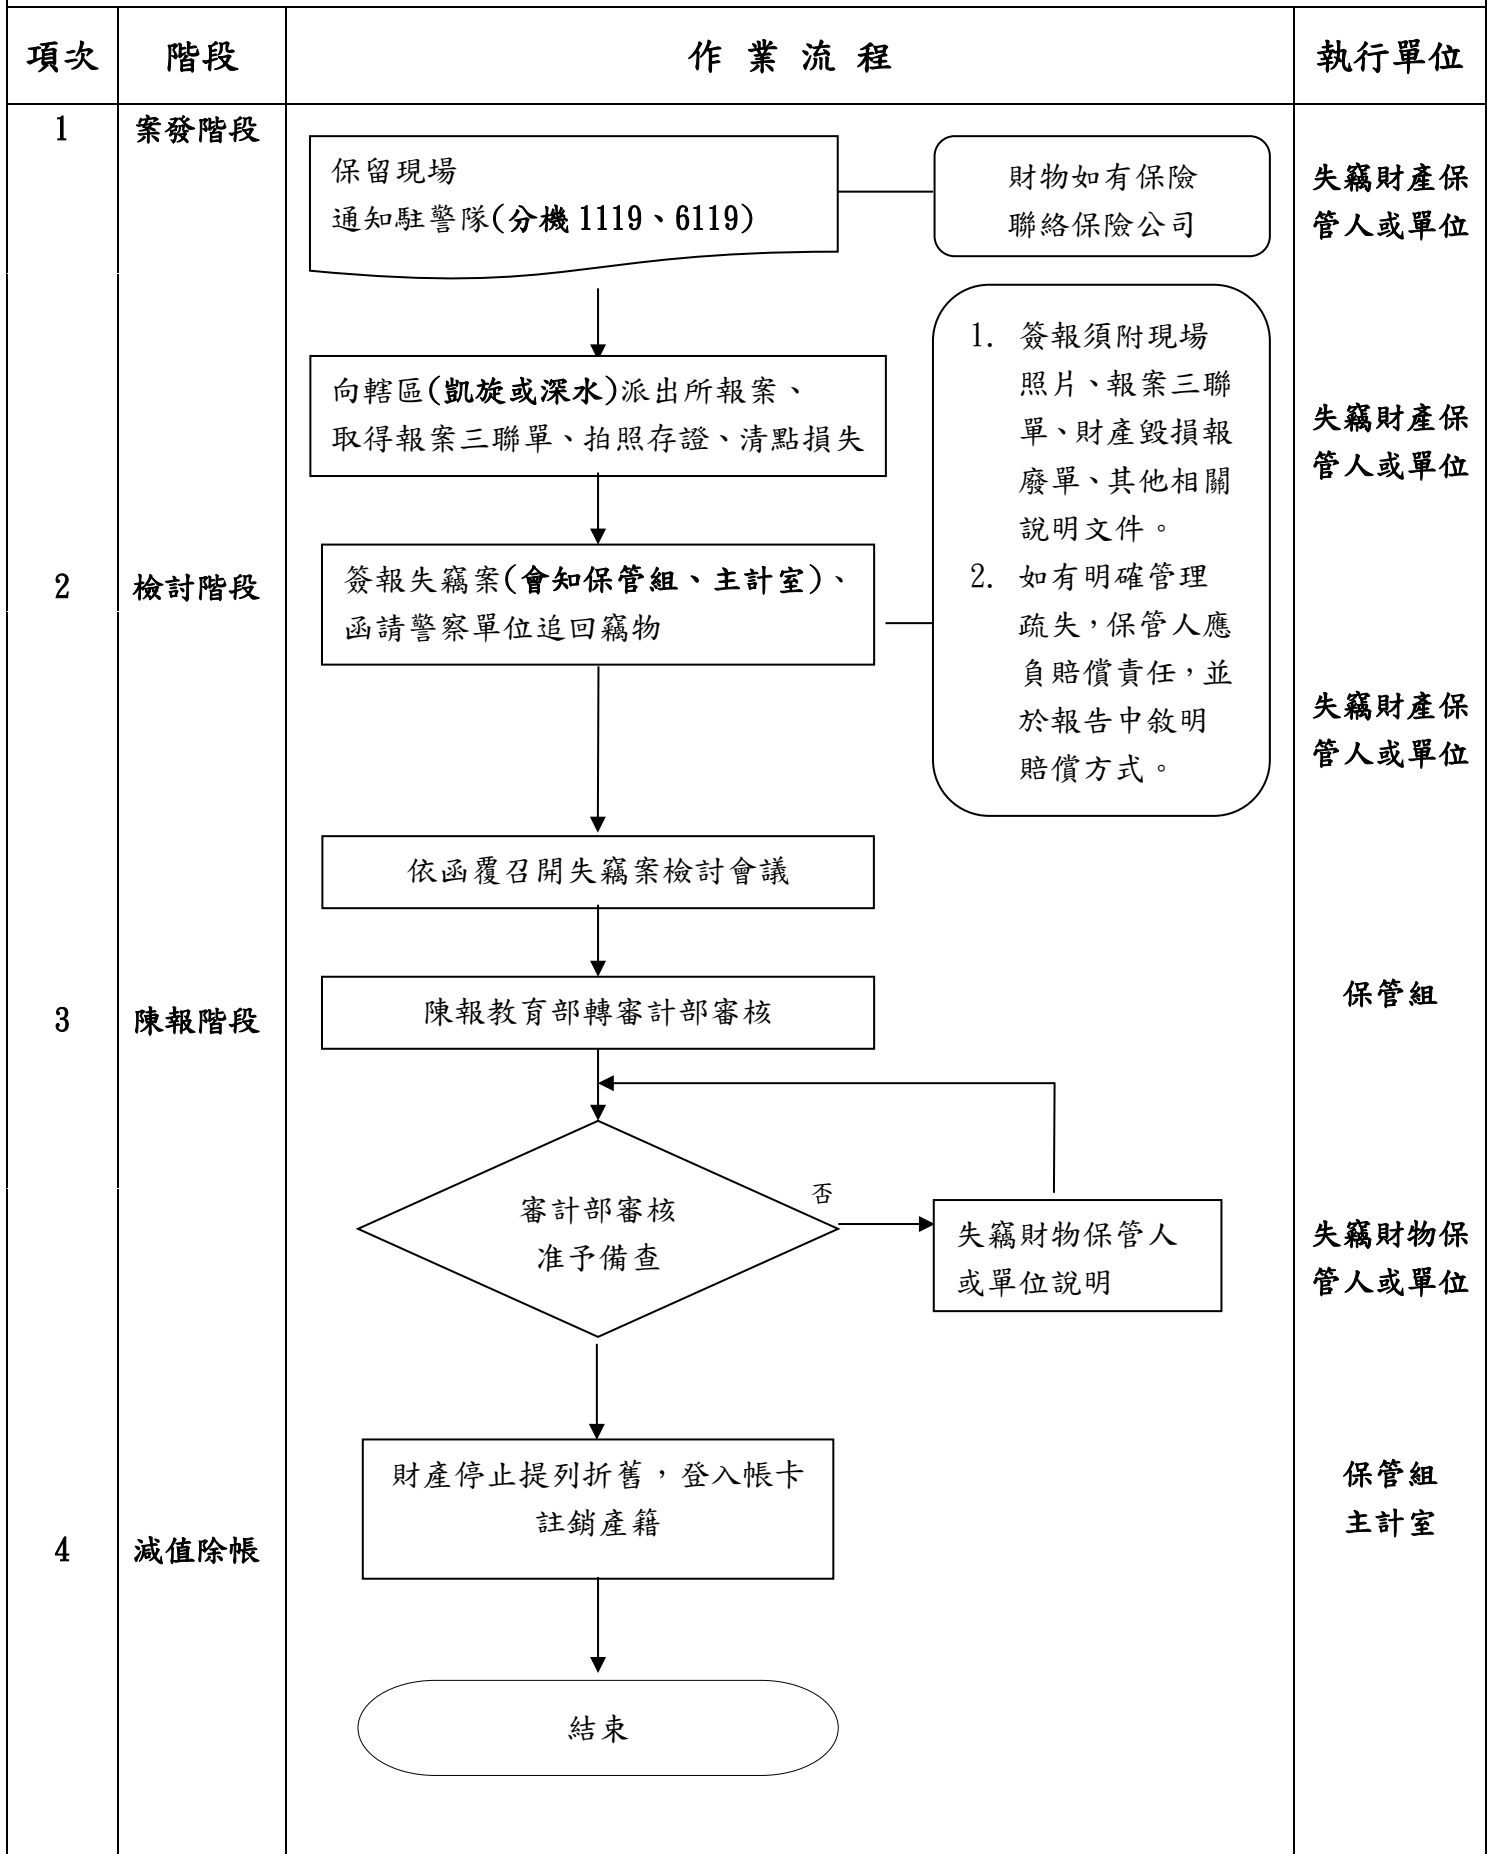 項次
階段
作 業 流 程
執行單位
1
案發階段
保留現場
通知駐警隊(分機 1119、6119)
財物如有保險
聯絡保險公司
失竊財產保
管人或單位
向轄區(凱旋或深水)派出所報案、
取得報案三聯單、拍照存證、清點損失
1. 簽報須附現場
照片、報案三聯
單、財產毀損報
廢單、其他相關
說明文件。
2. 如有明確管理
疏失，保管人應
負賠償責任，並
於報告中敘明
賠償方式。
失竊財產保
管人或單位
2
檢討階段
簽報失竊案(會知保管組、主計室)、
函請警察單位追回竊物
失竊財產保
管人或單位
依函覆召開失竊案檢討會議
3
陳報階段
陳報教育部轉審計部審核
保管組
審計部審核
准予備查
否
失竊財物保管人
或單位說明
失竊財物保
管人或單位
4
減值除帳
財產停止提列折舊，登入帳卡
註銷產籍
保管組
主計室
結束